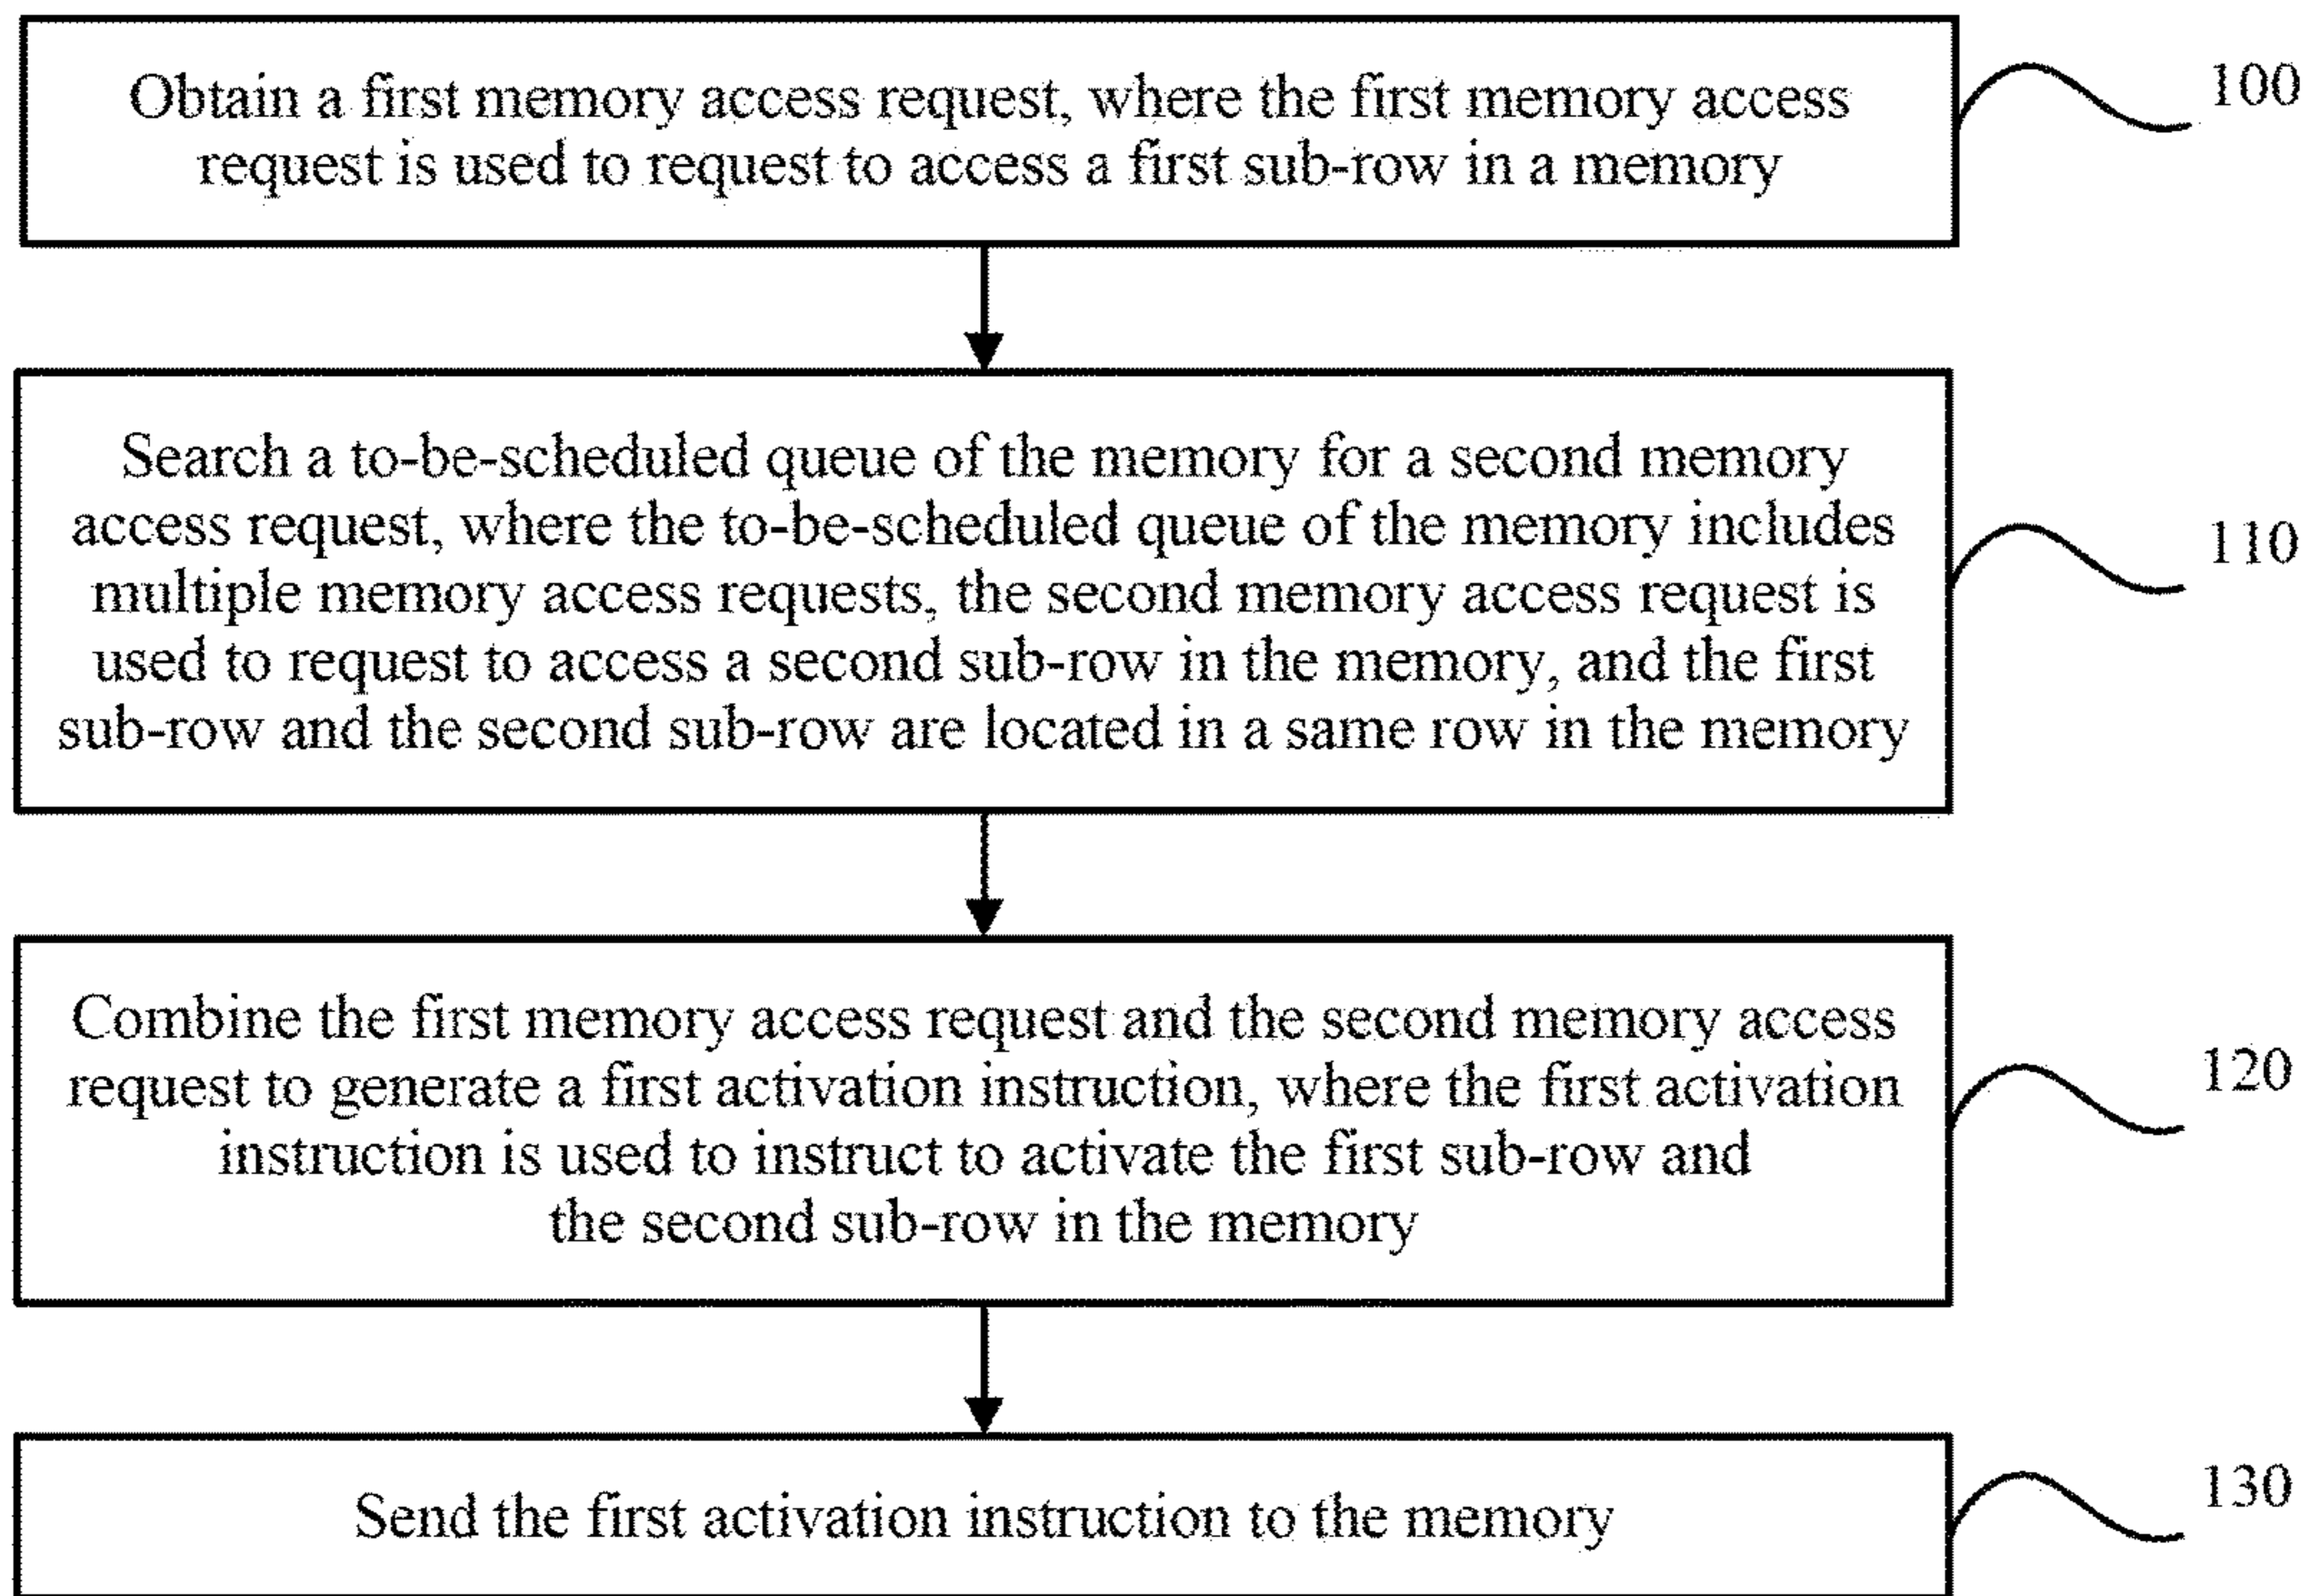 Obtain a first memory access request, where the first memory access
request is used to request to access a first sub-row in a memory
100
Search a to-be-scheduled queue of the memory for a second memory
access request, where the to-be-scheduled queue of the memory includes
multiple memory access requests, the second memory access request is
used to request to access a second sub-row in the memory, and the first
sub-row and the second sub-row are located in a same row in the memory
110
Combine the first memory access request and the second memory access
request to generate a first activation instruction, where the first activation
instruction is used to instruct to activate the first sub-row and
the second sub-row in the memory
120
Send the first activation instruction to the memory
130